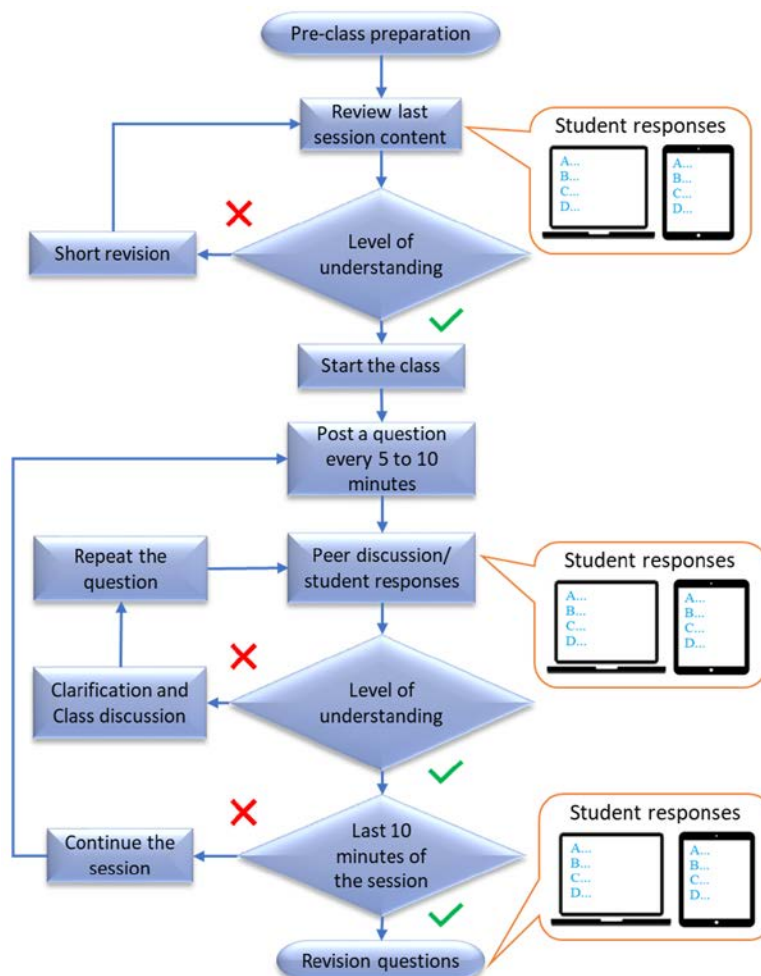 Pre-class preparation
Review last
session content
Student responses
A...
B...
C...
D...
A...
B...
C...
D...
Short revision
Level of
understanding
Start the class
Post a question
every 5 to 10
minutes
Repeat the
question
Peer discussion/
student responses
Student responses
A...
B...
C...
D...
A...
B...
C...
D...
Clarification and
Class discussion
Level of
understanding
Continue the
session
Last 10
minutes of
the session
Student responses
A...
B...
C...
D...
A...
B...
C...
D...
Revision questions